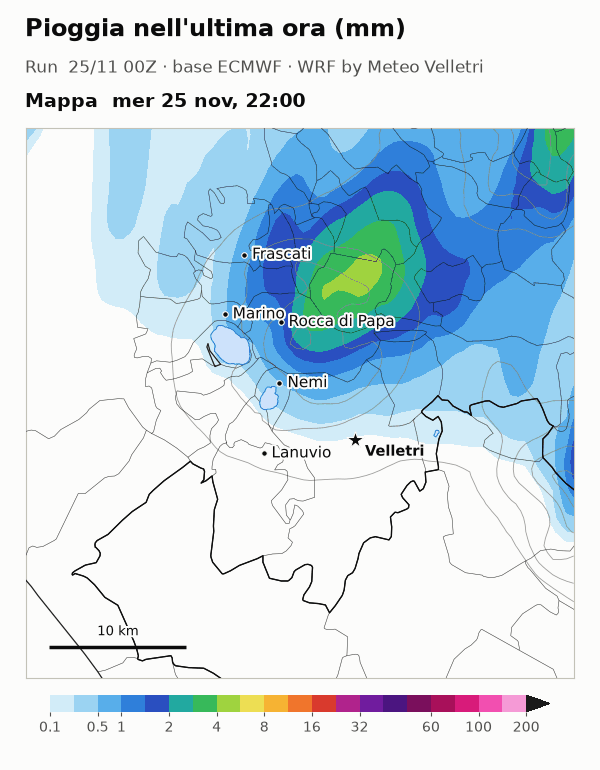 Pioggia nell'ultima ora (mm)
Run  25/11 00Z · base ECMWF · WRF by Meteo Velletri
Mappa  mer 25 nov, 22:00
Frascati
Marino
Rocca di Papa
Nemi
Lanuvio
Velletri
10 km
0.1 0.5 1 2 4 8 16 32 60 100 200